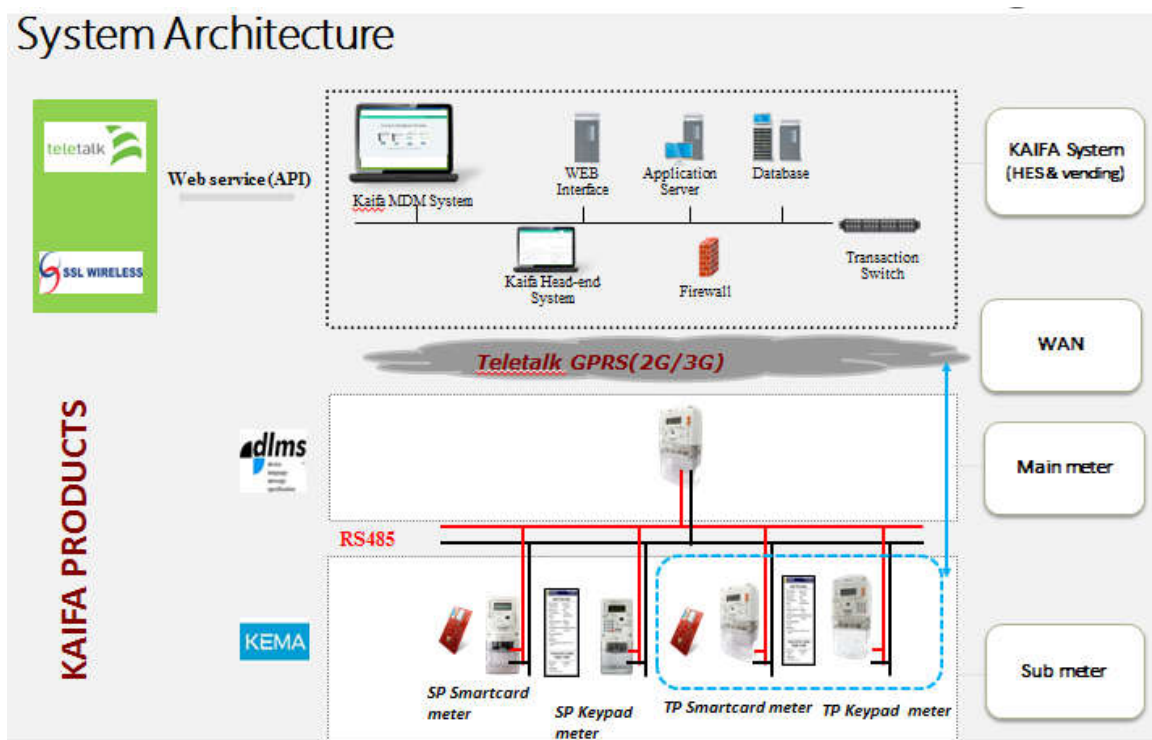 System Architecture
teletalk
SSL WIRELESS
Web service(API)
Kaifa MDM System
WEB
Interface
Application
Server
Database
Kaifa Head-end
System
Firewall
Transaction
Switch
KAIFA System
(HES & vending)
Teletalk GPRS(2G/3G)
WAN
KAIFA PRODUCTS
dlms
Main meter
RS485
KEMA
SP Smartcard
meter
SP Keypad
meter
TP Smartcard meter
TP Keypad meter
Sub meter